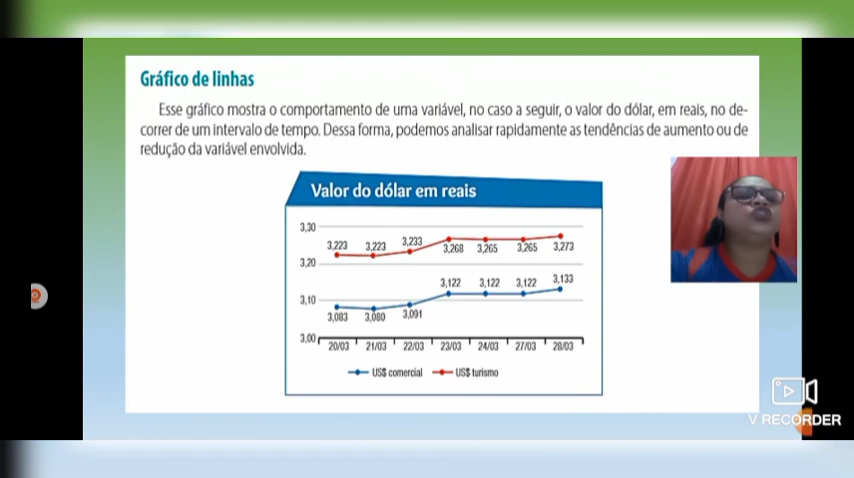 Gráfico de linhas
Esse gráfico mostra o comportamento de uma variável, no caso a seguir, o valor do dólar, em reais, no de-
correr de um intervalo de tempo. Dessa forma, podemos analisar rapidamente as tendências de aumento ou de
redução da variável envolvida.
Valor do dólar em reais
3,30
3,223 3,223 3,233 3,268 3,265 3,265 3,273
3,20
3,122 3,122 3,122 3,133
3,10
3,083 3,080 3,091
3,00
20/03 21/03 22/03 23/03 24/03 27/03 28/03
US$ comercial US$ turismo
V RECORDER